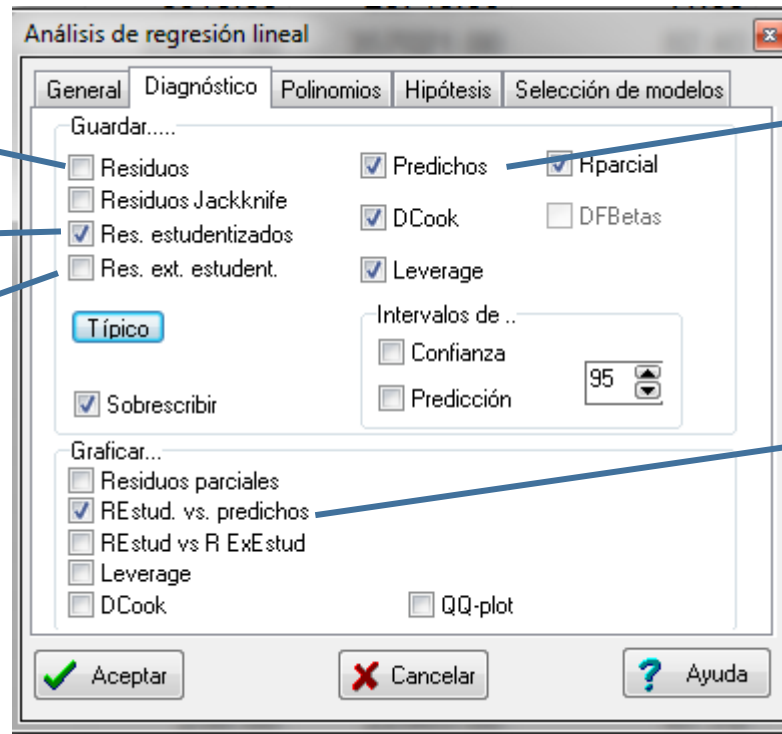 Análisis de regresión lineal
General Diagnóstico Polinomios Hipótesis Selección de modelos
Guardar.....
Residuos Predichos Rparcial
Residuos Jackknife
Res. estudentizados DCook DFBetas
Res. ext. estudent. Leverage
Típico
Intervalos de ..
Confianza
95
Sobrescribir Predicción
Graficar...
Residuos parciales
REstud. vs. predichos
REstud vs R ExEstud
Leverage
DCook QQ-plot
Aceptar Cancelar Ayuda